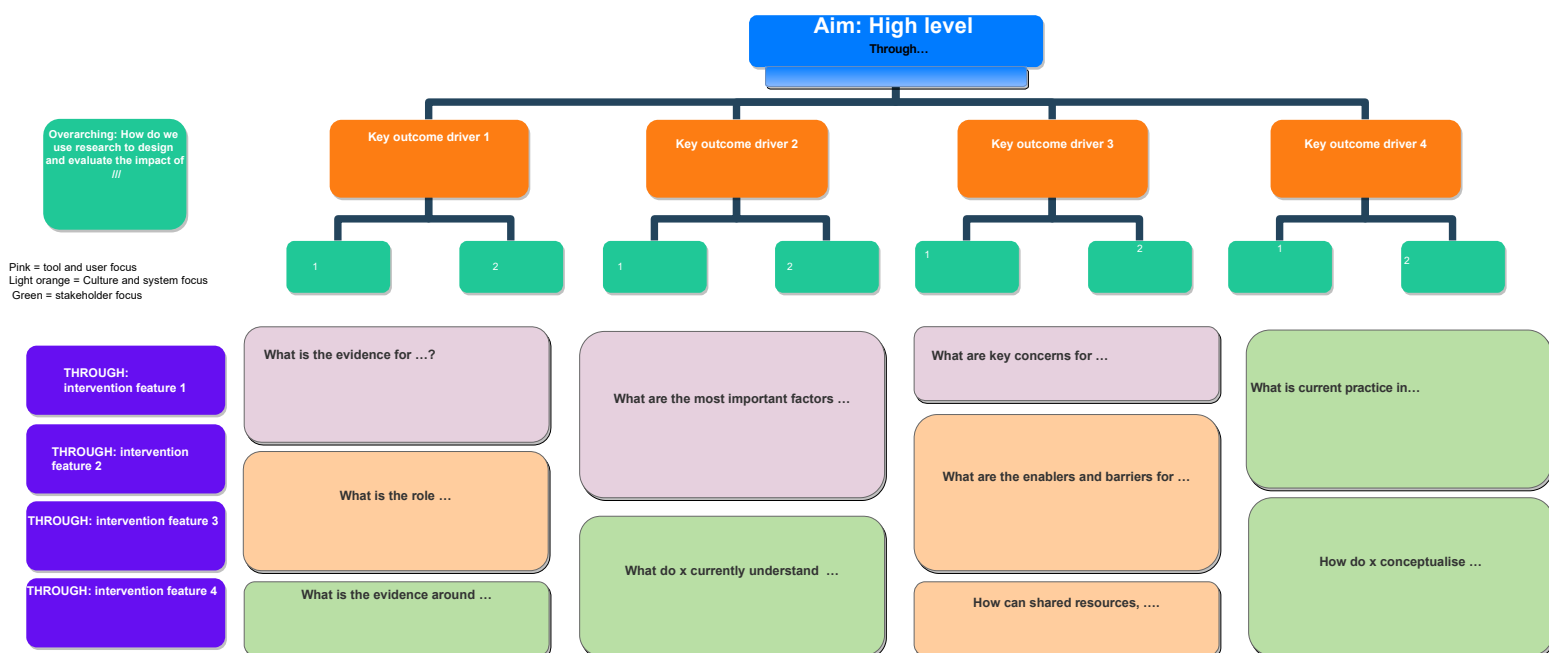 Aim: High level
Through…
Overarching: How do we
use research to design
and evaluate the impact of
///
Key outcome driver 1
Key outcome driver 2
Key outcome driver 3
Key outcome driver 4
1
2
1
2
1
2
1
2
Pink = tool and user focus
Light orange = Culture and system focus
Green = stakeholder focus
THROUGH:
intervention feature 1
THROUGH: intervention
feature 2
THROUGH: intervention feature 3
THROUGH: intervention feature 4
What is the evidence for …?
What is the role …
What is the evidence around …
What are the most important factors …
What do x currently understand …
What are key concerns for …
What are the enablers and barriers for …
How can shared resources, ….
What is current practice in…
How do x conceptualise …